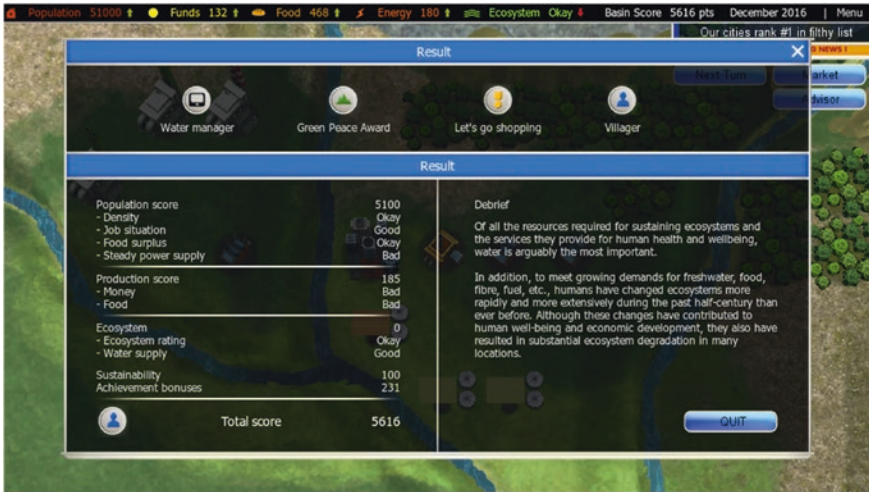 Population 51000 Funds 132 Food 468 Energy 180 Ecosystem Okay Basin Score 5616 pts December 2016 | Menu
Our cities rank #1 in filthy list
G NEWS !
Result
Next Turn Market
Advisor
Water manager Green Peace Award Let's go shopping Villager
Result
Population score 5100
- Density Okay
- Job situation Good
- Food surplus Okay
- Steady power supply Bad
Production score 185
- Money Bad
- Food Bad
Ecosystem 0
- Ecosystem rating Okay
- Water supply Good
Sustainability 100
Achievement bonuses 231
Total score 5616
Debrief
Of all the resources required for sustaining ecosystems and
the services they provide for human health and wellbeing,
water is arguably the most important.
In addition, to meet growing demands for freshwater, food,
fibre, fuel, etc., humans have changed ecosystems more
rapidly and more extensively during the past half-century than
ever before. Although these changes have contributed to
human well-being and economic development, they also have
resulted in substantial ecosystem degradation in many
locations.
QUIT